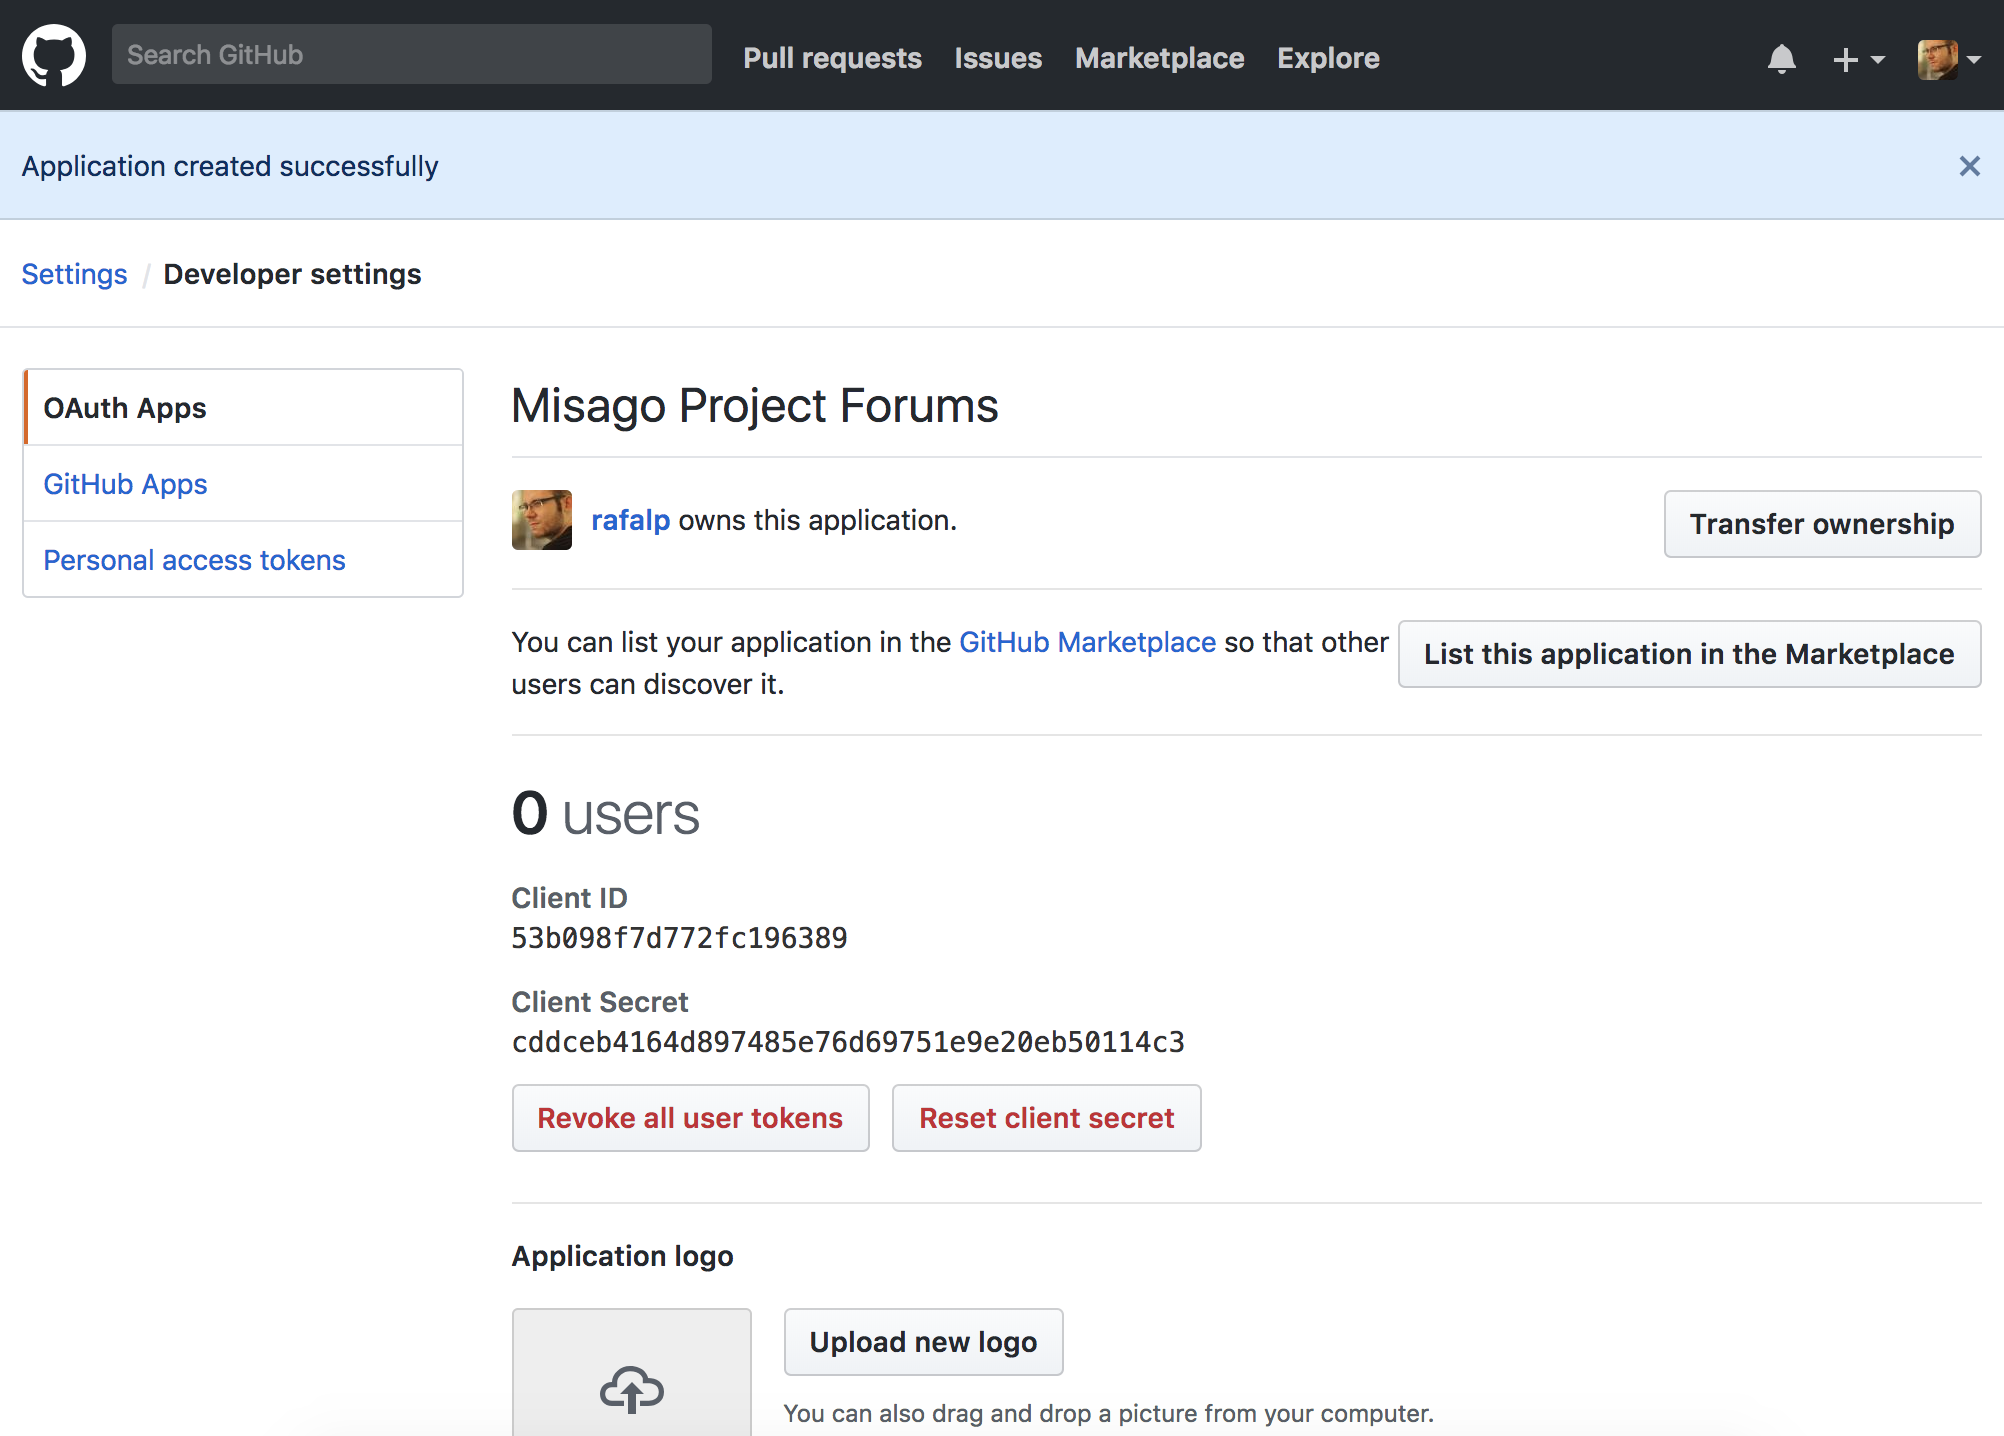 Search GitHub
Pull requests Issues Marketplace Explore
Application created successfully
Settings / Developer settings
OAuth Apps
GitHub Apps
Personal access tokens
Misago Project Forums
rafalp owns this application.
Transfer ownership
You can list your application in the GitHub Marketplace so that other
users can discover it.
List this application in the Marketplace
0 users
Client ID
53b098f7d772fc196389
Client Secret
cddceb4164d897485e76d69751e9e20eb50114c3
Revoke all user tokens
Reset client secret
Application logo
Upload new logo
You can also drag and drop a picture from your computer.